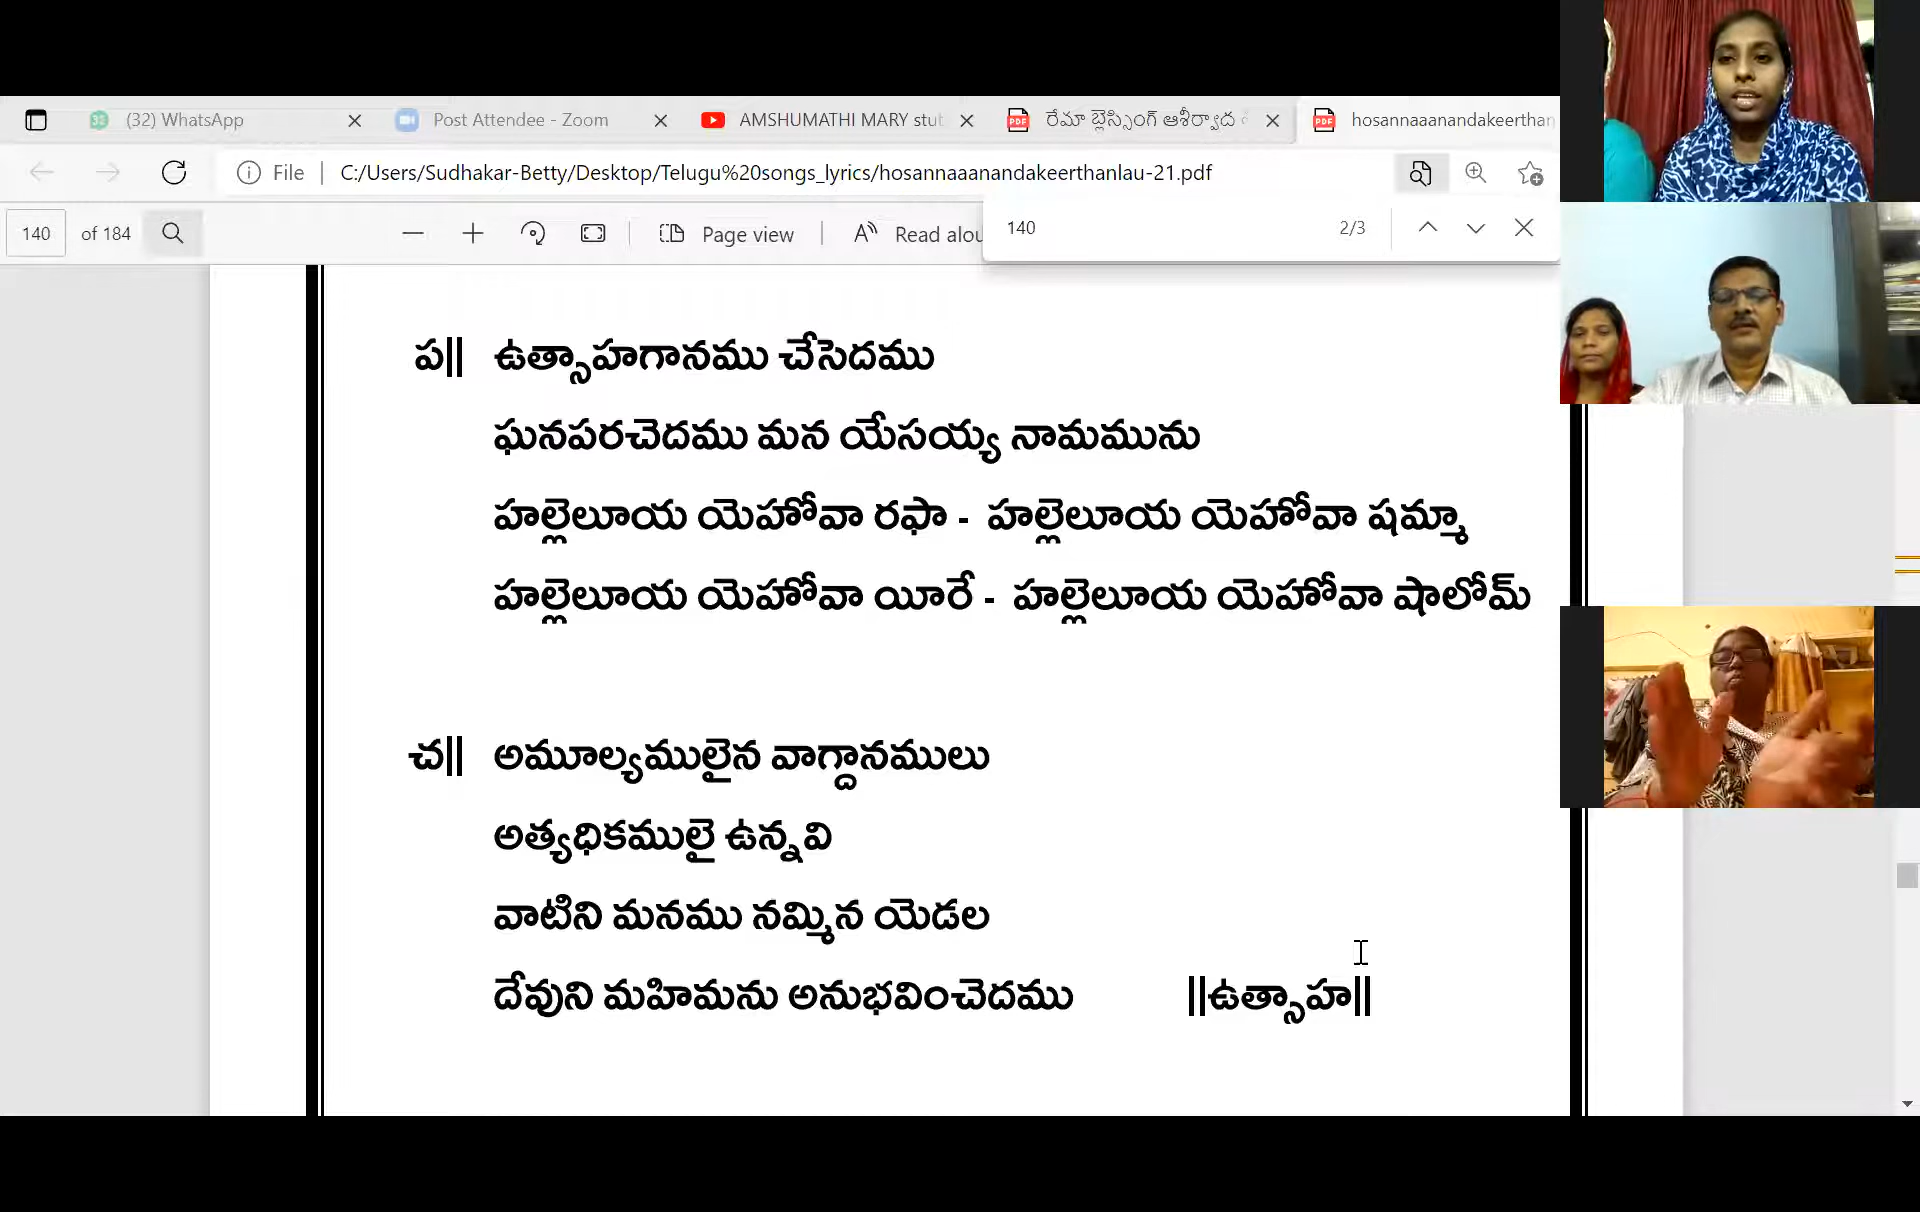 (32) WhatsApp
Post Attendee - Zoom
AMSHUMATHI MARY stut
రేమా బ్లెస్సింగ్ ఆశీర్వాద
hosannaaanandakeerthan
File
C:/Users/Sudhakar-Betty/Desktop/Telugu%20songs_lyrics/hosannaaanandakeerthanlau-21.pdf
140 of 184
Page view
Read alou
140
2/3
ప|| ఉత్సాహగానము చేసెదము
ఘనపరచెదము మన యేసయ్య నామమును
హల్లెలూయ యెహోవా రఫా - హల్లెలూయ యెహోవా షమ్మా
హల్లెలూయ యెహోవా యీరే - హల్లెలూయ యెహోవా షాలోమ్
చ|| అమూల్యములైన వాగ్దానములు
అత్యధికములై ఉన్నవి
వాటిని మనము నమ్మిన యెడల
దేవుని మహిమను అనుభవించెదము ||ఉత్సాహ||